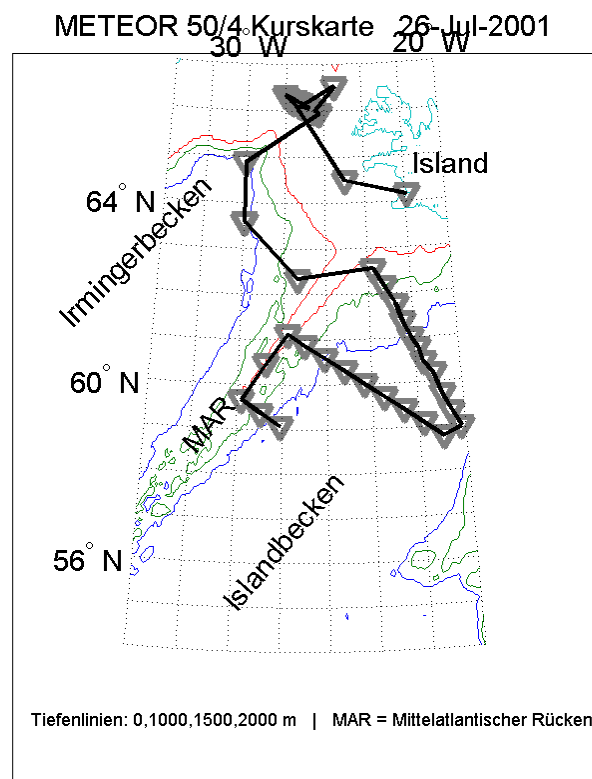 METEOR 50/4 Kurskarte 26-Jul-2001
30° W
20° W
Island
64° N
Irmingerbecken
60° N
MAR
Islandbecken
56° N
Tiefenlinien: 0,1000,1500,2000 m | MAR = Mittelatlantischer Rücken